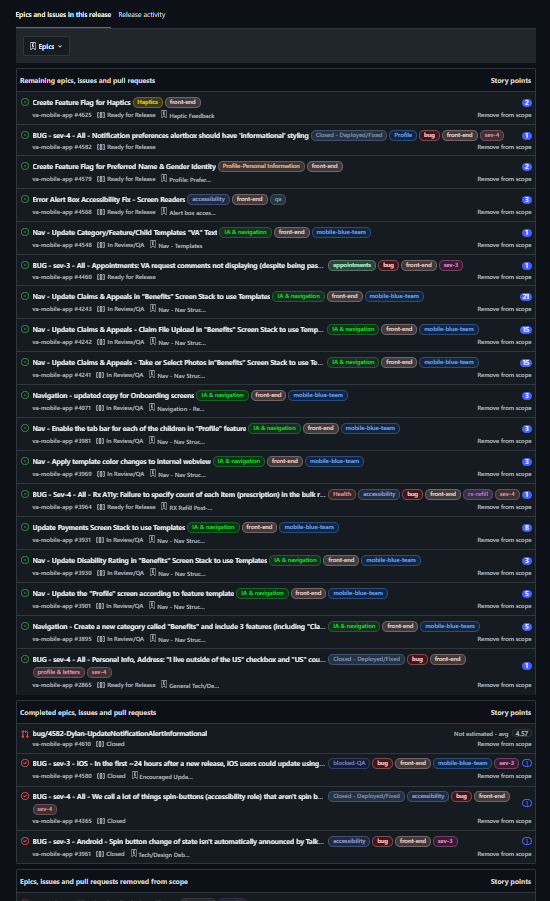 Epics and issues in this release Release activity
Epics
Remaining epics, issues and pull requests Story points
Create Feature Flag for Haptics Haptics front-end 2
va-mobile-app #4625 Ready for Release Haptic Feedback Remove from scope
BUG - sev-4 - All - Notification preferences alertbox should have 'informational' styling Closed - Deployed/Fixed Profile bug front-end sev-4 1
va-mobile-app #4582 Ready for Release Remove from scope
Create Feature Flag for Preferred Name & Gender Identity Profile-Personal Information front-end 2
va-mobile-app #4579 Ready for Release Profile: Prefer... Remove from scope
Error Alert Box Accessibility Fix - Screen Readers accessibility front-end qa 3
va-mobile-app #4568 Ready for Release Alert box acces... Remove from scope
Nav - Update Category/Feature/Child Templates "VA" Text IA & navigation front-end mobile-blue-team 1
va-mobile-app #4548 In Review/QA Nav - Templates Remove from scope
BUG - sev-3 - All - Appointments: VA request comments not displaying (despite being pas... appointments bug front-end sev-3 1
va-mobile-app #4460 Ready for Release Remove from scope
Nav - Update Claims & Appeals in "Benefits" Screen Stack to use Templates IA & navigation front-end mobile-blue-team 21
va-mobile-app #4243 In Review/QA Nav - Nav Struc... Remove from scope
Nav - Update Claims & Appeals - Claim File Upload in"Benefits" Screen Stack to use Temp... IA & navigation front-end mobile-blue-team 15
va-mobile-app #4242 In Review/QA Nav - Nav Struc... Remove from scope
Nav - Update Claims & Appeals - Take or Select Photos in"Benefits" Screen Stack to use Te... IA & navigation front-end mobile-blue-team 15
va-mobile-app #4241 In Review/QA Nav - Nav Struc... Remove from scope
Navigation - updated copy for Onboarding screens IA & navigation front-end mobile-blue-team 3
va-mobile-app #4071 In Review/QA Navigation - Re... Remove from scope
Nav - Enable the tab bar for each of the children in "Profile" feature IA & navigation front-end mobile-blue-team 3
va-mobile-app #3981 In Review/QA Nav - Nav Struc... Remove from scope
Nav - Apply template color changes to internal webview IA & navigation front-end mobile-blue-team 3
va-mobile-app #3969 In Review/QA Nav - Nav Struc... Remove from scope
BUG - Sev-4 - All - Rx A11y: Failure to specify count of each item (prescription) in the bulk r... Health accessibility bug front-end rx-refill sev-4 1
va-mobile-app #3964 Ready for Release RX Refill Post-... Remove from scope
Update Payments Screen Stack to use Templates IA & navigation front-end mobile-blue-team 8
va-mobile-app #3931 In Review/QA Nav - Nav Struc... Remove from scope
Nav - Update Disability Rating in "Benefits" Screen Stack to use Templates IA & navigation front-end mobile-blue-team 3
va-mobile-app #3930 In Review/QA Nav - Nav Struc... Remove from scope
Nav - Update the "Profile" screen according to feature template IA & navigation front-end mobile-blue-team 5
va-mobile-app #3901 In Review/QA Nav - Nav Struc... Remove from scope
Navigation - Create a new category called "Benefits" and include 3 features (including "Cla... IA & navigation front-end mobile-blue-team 5
va-mobile-app #3895 In Review/QA Nav - Nav Struc... Remove from scope
BUG - sev-4 - All - Personal Info, Address: "I live outside of the US" checkbox and "US" cou... Closed - Deployed/Fixed bug front-end
profile & letters sev-4 1
va-mobile-app #2865 Ready for Release General Tech/De... Remove from scope
Completed epics, issues and pull requests Story points
bug/4582-Dylan-UpdateNotificationAlertInformational Not estimated - avg 4.57
va-mobile-app #4610 Closed Remove from scope
BUG - sev-3 - iOS - In the first ~24 hours after a new release, iOS users could update using... blocked-QA bug front-end mobile-blue-team sev-3 1
va-mobile-app #4580 Closed Encouraged Upda... Remove from scope
BUG - sev-4 - All - We call a lot of things spin-buttons (accessibility role) that aren't spin b... Closed - Deployed/Fixed accessibility bug front-end
sev-4 1
va-mobile-app #4365 Closed Remove from scope
BUG - sev-3 - Android - Spin button change of state isn't automatically announced by Talk... accessibility bug front-end sev-3 1
va-mobile-app #3961 Closed Tech/Design Deb... Remove from scope
Epics, issues and pull requests removed from scope Story points